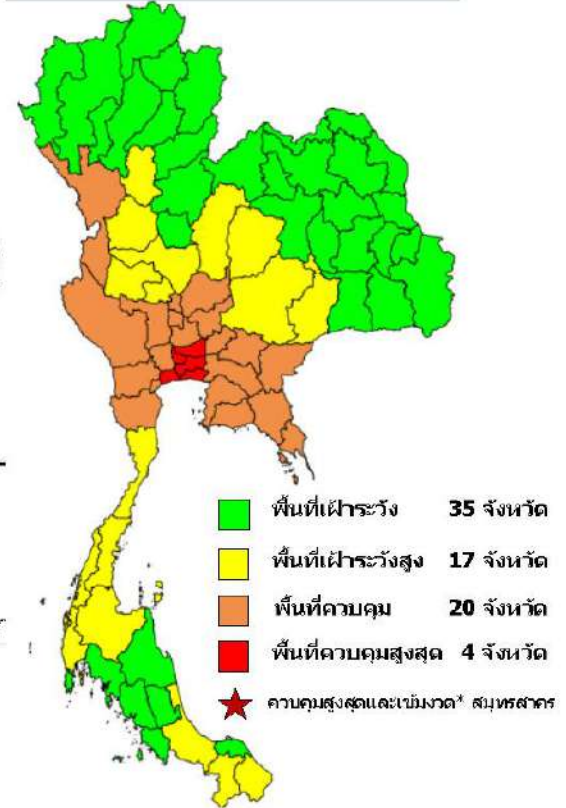 พื้นที่เฝ้าระวัง 35 จังหวัด
พื้นที่เฝ้าระวังสูง 17 จังหวัด
พื้นที่ควบคุม 20 จังหวัด
พื้นที่ควบคุมสูงสุด 4 จังหวัด
ควบคุมสูงสุดและเข้มงวด* สมุทรสาคร